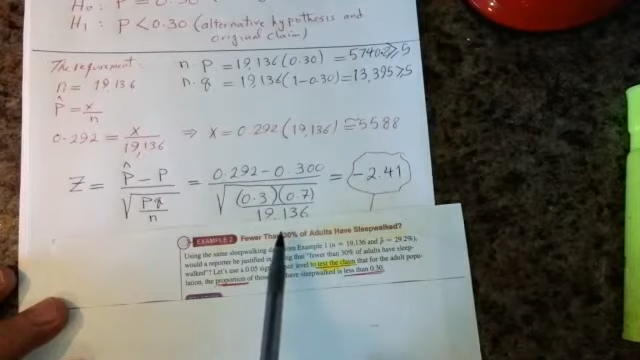 H₀: P = 0.30
H₁: P < 0.30 (alternative hypothesis and
original claim)
The requirement: n P = 19,136 (0.30) = 5740.8 ≥ 5
n = 19,136 n. q = 19,136 (1-0.30) = 13,395 ≥ 5
P̂ = x/n
0.292 = x/19,136 ⇒ x = 0.292 (19,136) ≅ 5588
Z = (P̂ - P)/√(Pq/n) = (0.292 - 0.300)/√((0.3)(0.7)/19.136) = -2.41
EXAMPLE 2 Fewer Than 30% of Adults Have Sleepwalked?
Using the same sleepwalking from Example 1 (n = 19,136 and p̂ = 29.2%),
would a reporter be justified in that "fewer than 30% of adults have sleep-
walked"? Let's use a 0.05 level to test the claim that for the adult popu-
lation, the proportion of those have sleepwalked is less than 0.30.